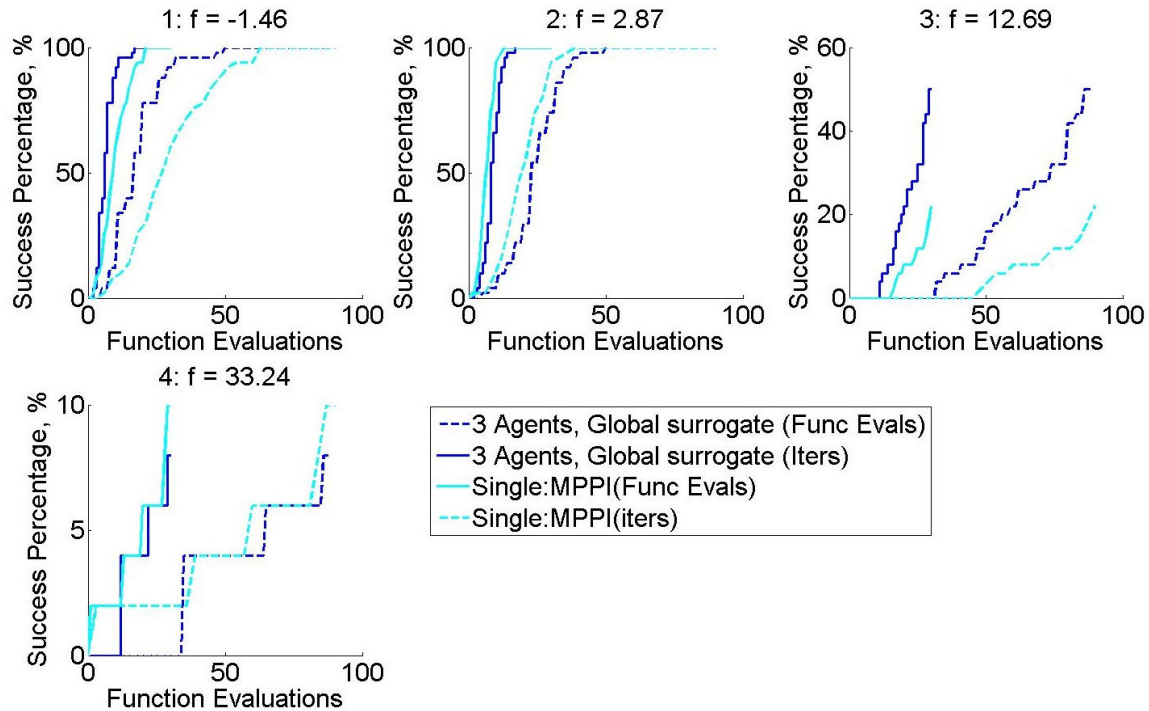 1: f = -1.46
Success Percentage, %
100
50
0
0
50
100
Function Evaluations
2: f = 2.87
Success Percentage, %
100
50
0
0
50
100
Function Evaluations
3: f = 12.69
Success Percentage, %
60
40
20
0
0
50
100
Function Evaluations
4: f = 33.24
Success Percentage, %
10
5
0
0
50
100
Function Evaluations
3 Agents, Global surrogate (Func Evals)
3 Agents, Global surrogate (Iters)
Single:MPPI(Func Evals)
Single:MPPI(iters)